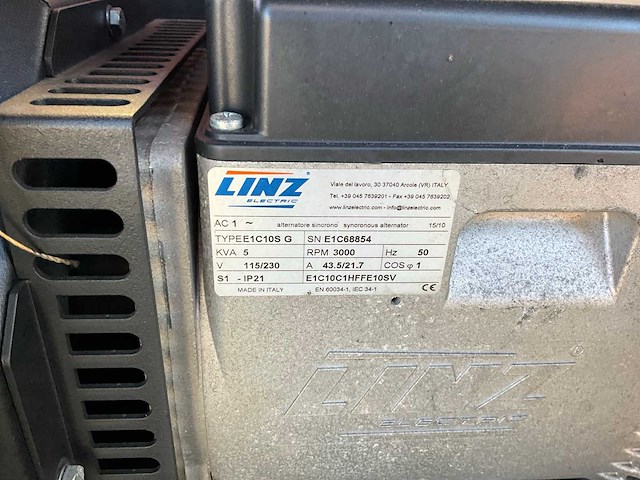 LINZ
ELECTRIC
Viale del lavoro, 30 37040 Arcole (VR) ITALY
Tel. +39 045 7639201 - Fax +39 045 7639202
www.linzelectric.com - info@linzelectric.com
AC 1 ~ alternatore sincrono syncronous alternator 15/10
TYPE E1C10S G SN E1C68854
KVA 5 RPM 3000 Hz 50
V 115/230 A 43.5/21.7 COS φ 1
S1 - IP21 E1C10C1HFFE10SV
MADE IN ITALY EN 60034-1, IEC 34-1 CE
LINZ ®
ELECTRIC